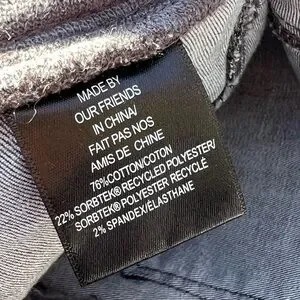 MADE BY
OUR FRIENDS
IN CHINA/
FAIT PAS NOS
AMIS DE CHINE
76%COTTON/COTON
22% SORBTEK® RECYCLED POLYESTER/
SORBTEK® POLYESTER RECYCLÉ
2% SPANDEX/ÉLASTHANE